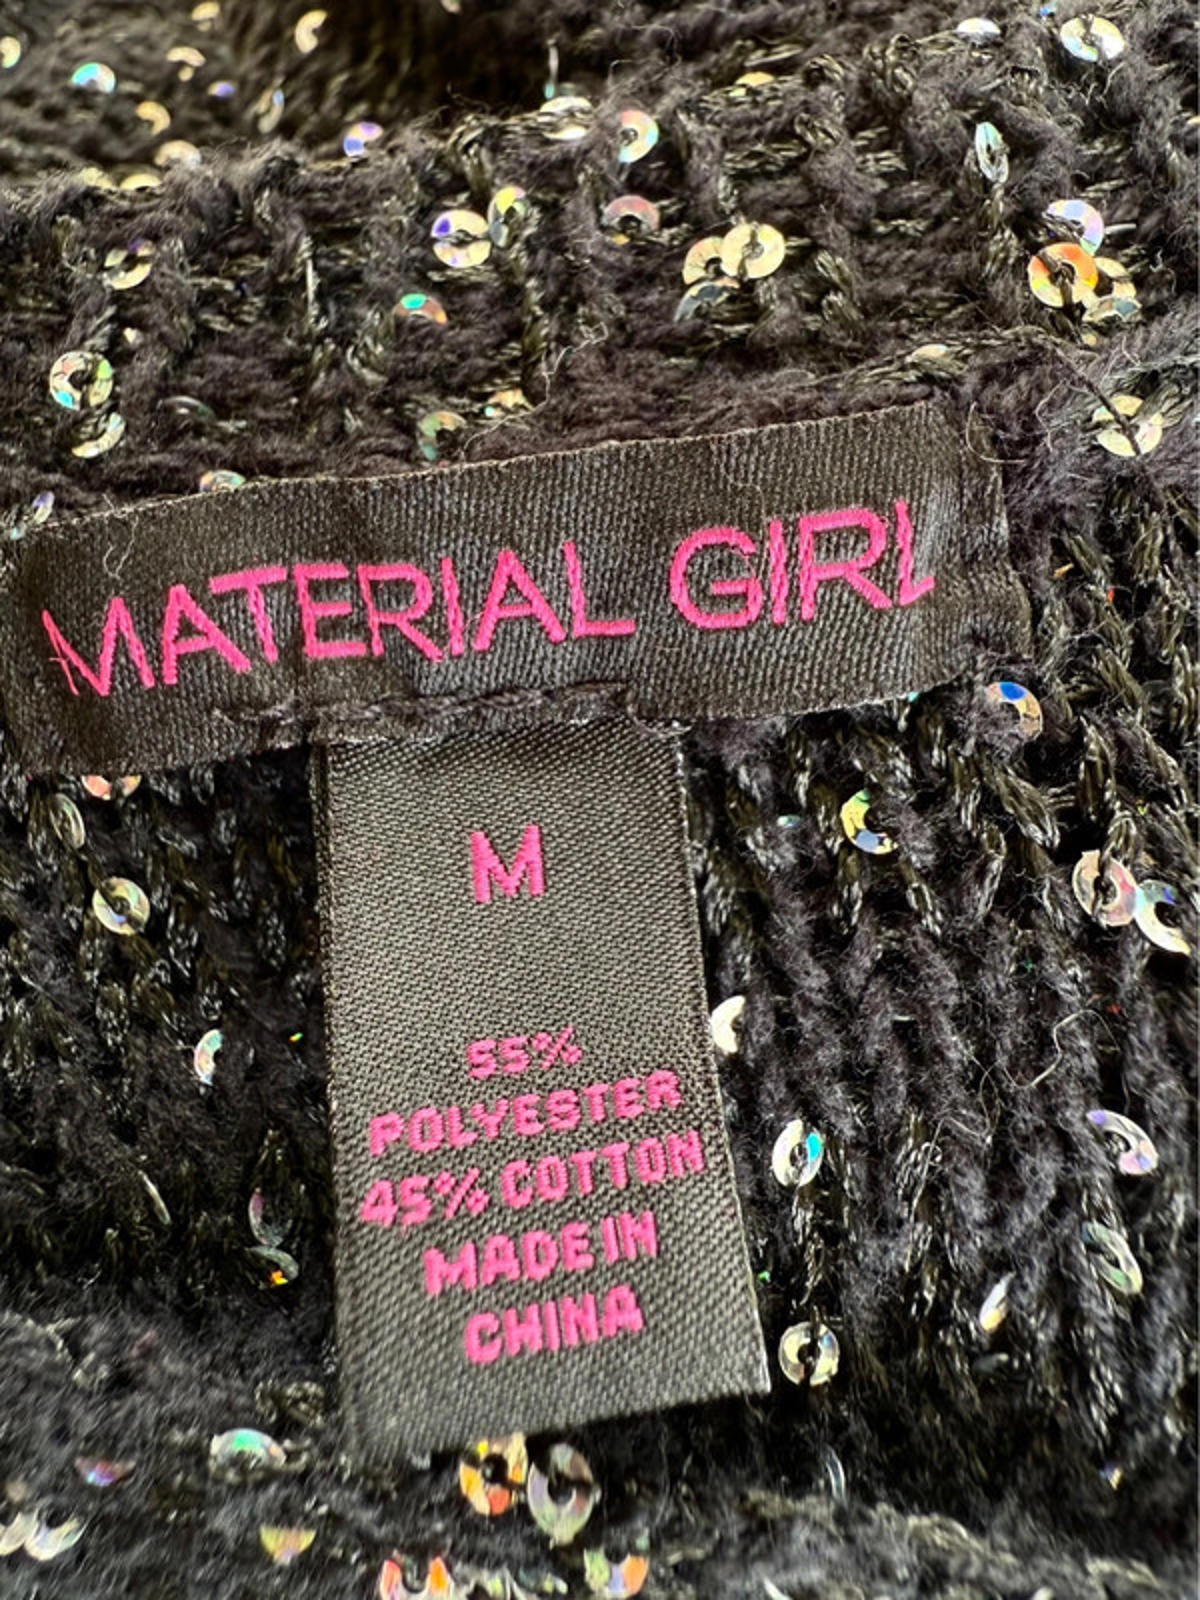 MATERIAL GIRL
M
55%
POLYESTER
45% COTTON
MADE IN
CHINA